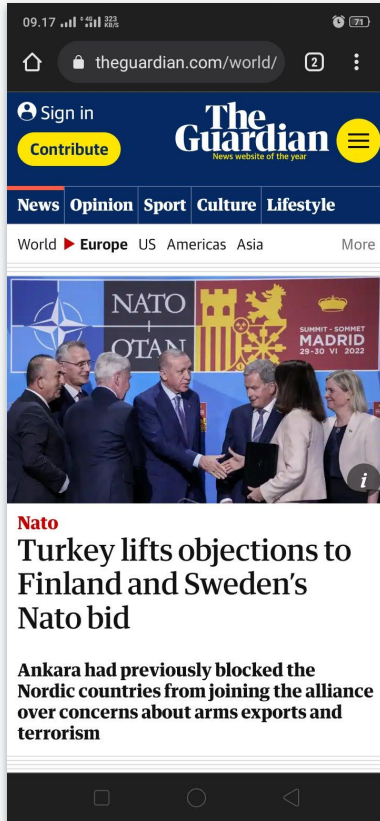 09.17 4G 323 KB/S 71
theguardian.com/world/ 2
Sign in
Contribute
The
Guardian
News website of the year
News Opinion Sport Culture Lifestyle
World Europe US Americas Asia More
NATO
OTAN
SUMMIT - SOMMET
MADRID
29-30 VI 2022
i
Nato
Turkey lifts objections to
Finland and Sweden's
Nato bid
Ankara had previously blocked the
Nordic countries from joining the alliance
over concerns about arms exports and
terrorism